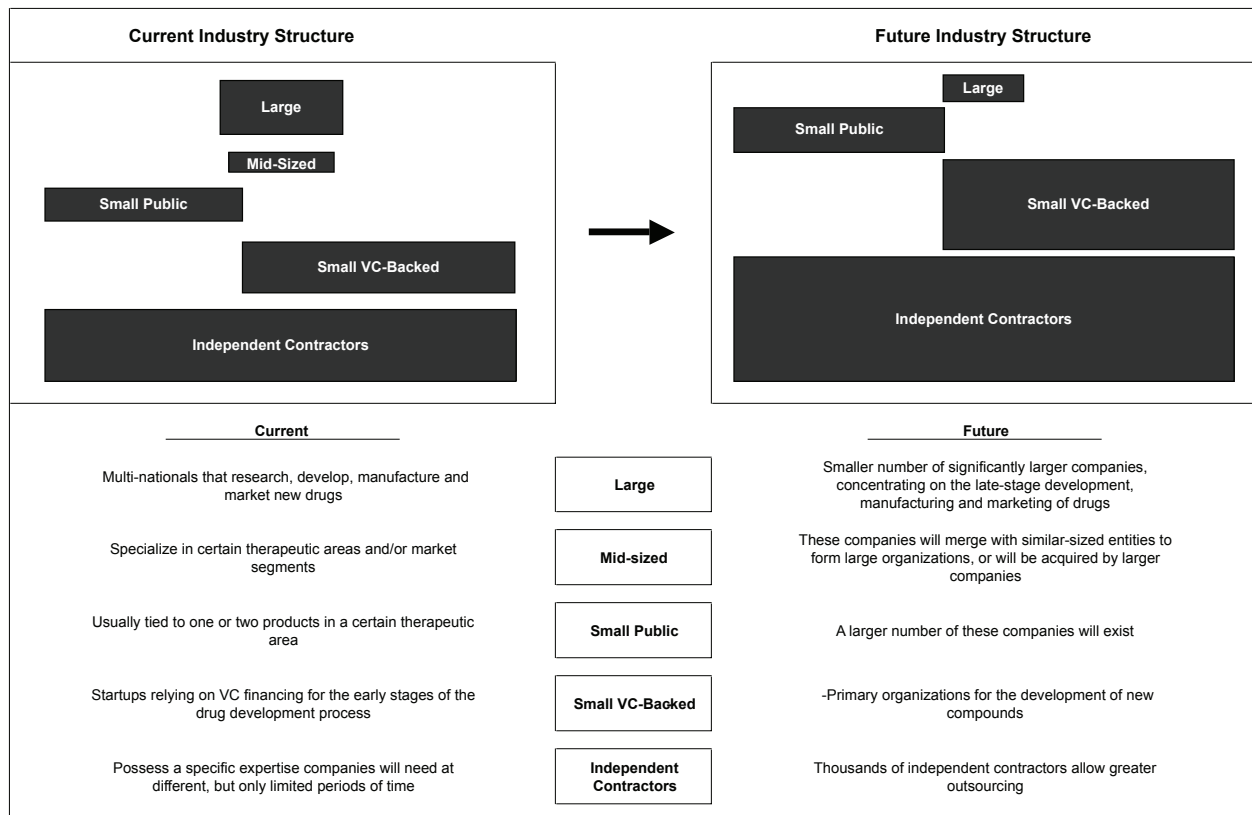 Current Industry Structure
Future Industry Structure
Large
Mid-Sized
Small Public
Small VC-Backed
Independent Contractors
Large
Small Public
Small VC-Backed
Independent Contractors
Current
Future
Multi-nationals that research, develop, manufacture and
market new drugs
Large
Smaller number of significantly larger companies,
concentrating on the late-stage development,
manufacturing and marketing of drugs
Specialize in certain therapeutic areas and/or market
segments
Mid-sized
These companies will merge with similar-sized entities to
form large organizations, or will be acquired by larger
companies
Usually tied to one or two products in a certain therapeutic
area
Small Public
A larger number of these companies will exist
Startups relying on VC financing for the early stages of the
drug development process
Small VC-Backed
-Primary organizations for the development of new
compounds
Possess a specific expertise companies will need at
different, but only limited periods of time
Independent
Contractors
Thousands of independent contractors allow greater
outsourcing